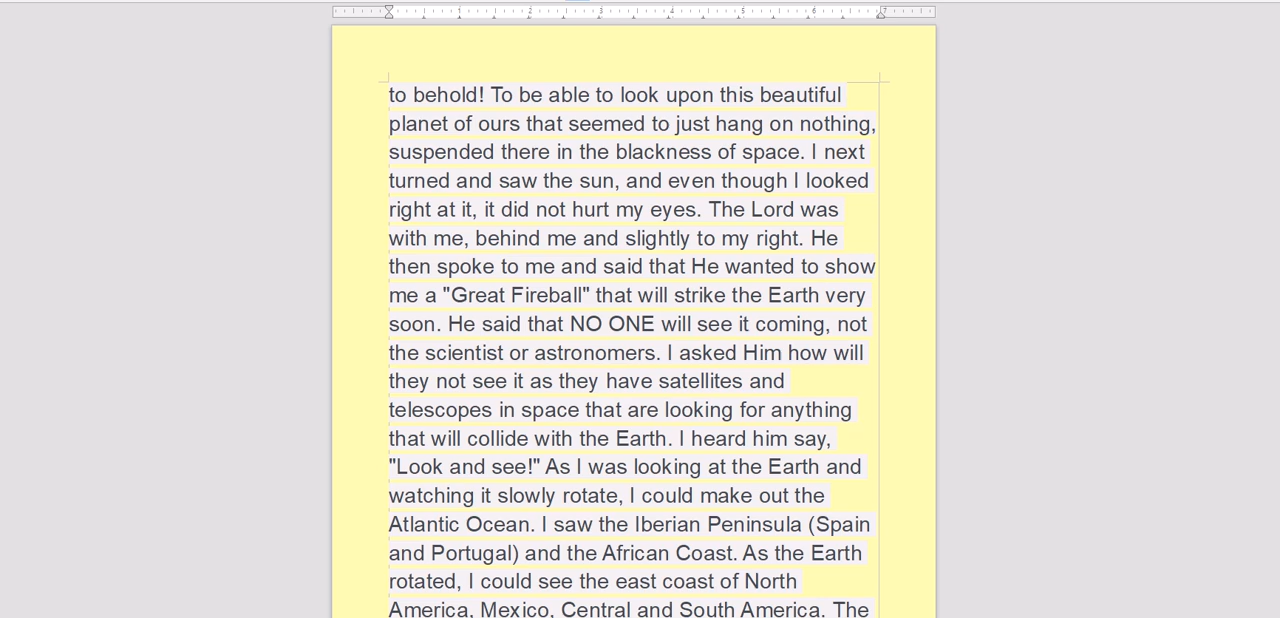 1 2 3 4 5 6 7
to behold! To be able to look upon this beautiful
planet of ours that seemed to just hang on nothing,
suspended there in the blackness of space. I next
turned and saw the sun, and even though I looked
right at it, it did not hurt my eyes. The Lord was
with me, behind me and slightly to my right. He
then spoke to me and said that He wanted to show
me a "Great Fireball" that will strike the Earth very
soon. He said that NO ONE will see it coming, not
the scientist or astronomers. I asked Him how will
they not see it as they have satellites and
telescopes in space that are looking for anything
that will collide with the Earth. I heard him say,
"Look and see!" As I was looking at the Earth and
watching it slowly rotate, I could make out the
Atlantic Ocean. I saw the Iberian Peninsula (Spain
and Portugal) and the African Coast. As the Earth
rotated, I could see the east coast of North
America, Mexico, Central and South America. The